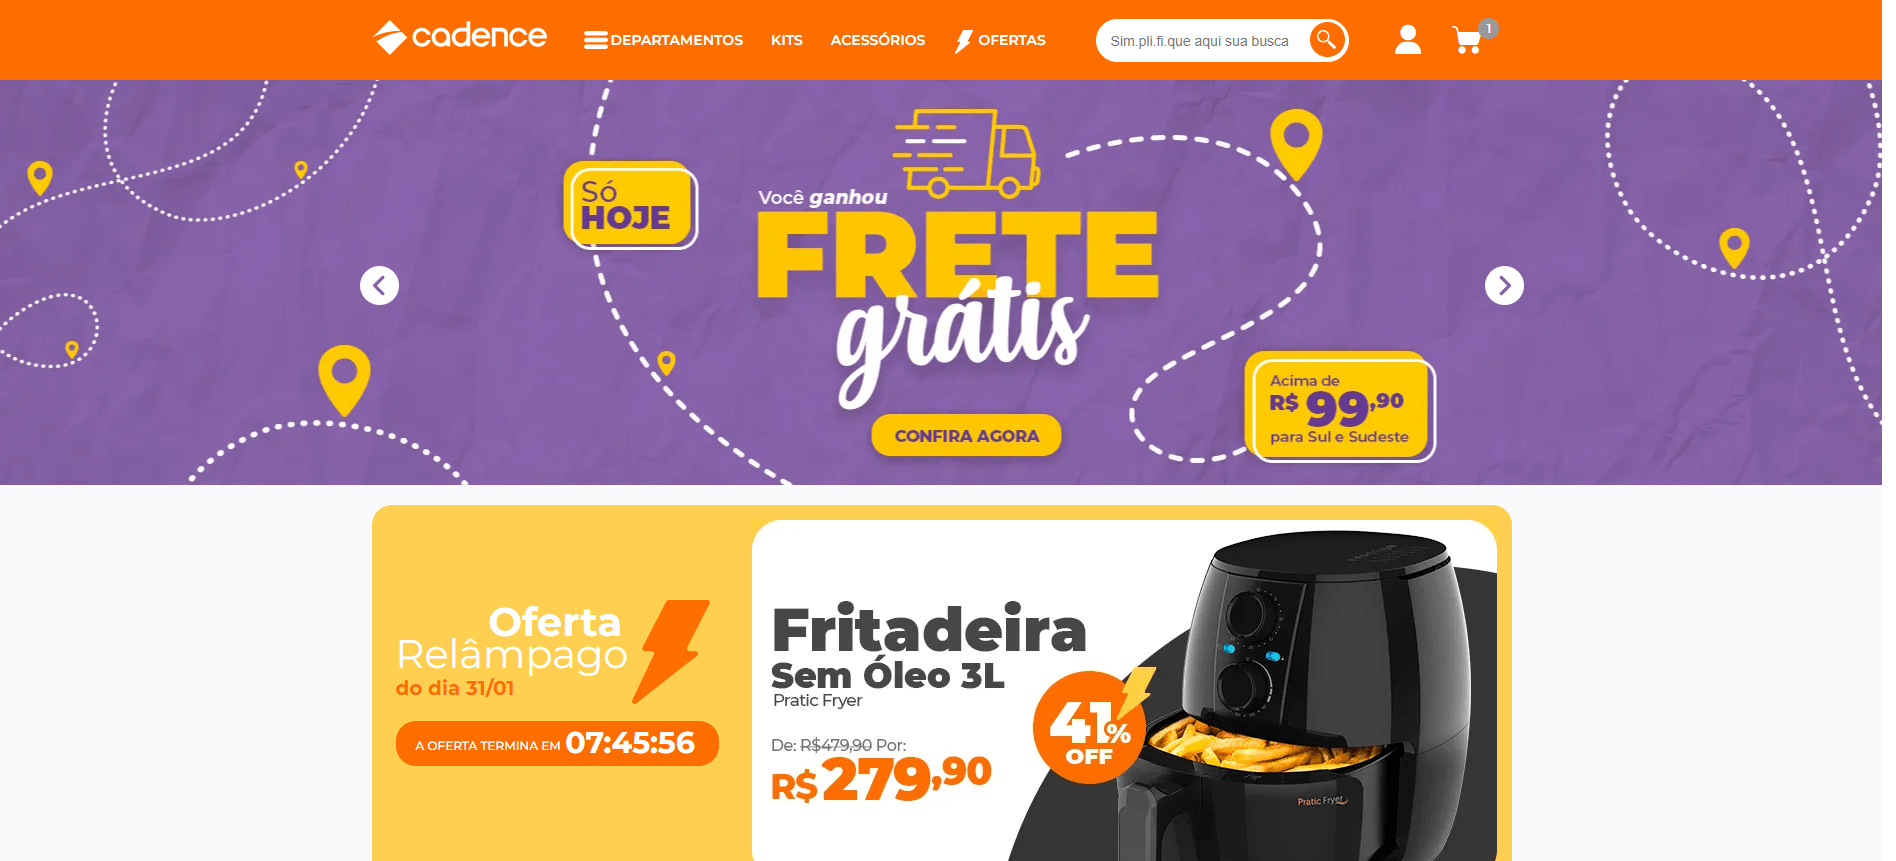 cadence
DEPARTAMENTOS KITS ACESSÓRIOS OFERTAS
Sim.pli.fi.que aqui sua busca
1
Só
HOJE
Você ganhou
FRETE
grátis
CONFIRA AGORA
Acima de
R$ 99,90
para Sul e Sudeste
Oferta
Relâmpago
do dia 31/01
A OFERTA TERMINA EM 07:45:56
Fritadeira
Sem Óleo 3L
Pratic Fryer
De: R$479,90 Por:
R$ 279,90
41%
OFF
Pratic Fryer